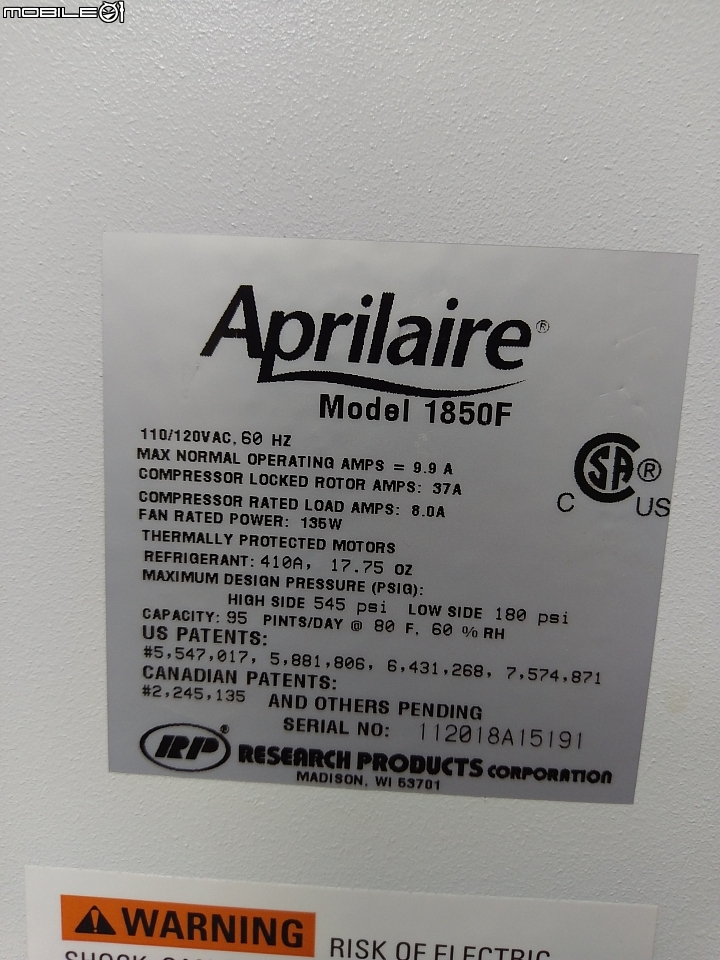 MOBILE01
Aprilaire®
Model 1850F
110/120VAC, 60 HZ
MAX NORMAL OPERATING AMPS = 9.9 A
COMPRESSOR LOCKED ROTOR AMPS: 37A
COMPRESSOR RATED LOAD AMPS: 8.0A
FAN RATED POWER: 135W
THERMALLY PROTECTED MOTORS
REFRIGERANT: 410A, 17.75 OZ
MAXIMUM DESIGN PRESSURE (PSIG):
HIGH SIDE 545 psi LOW SIDE 180 psi
CAPACITY: 95 PINTS/DAY @ 80 F, 60 % RH
US PATENTS:
#5,547,017, 5,881,806, 6,431,268, 7,574,871
CANADIAN PATENTS:
#2,245,135 AND OTHERS PENDING
SERIAL NO: 112018A15191
C SA® US
RP® RESEARCH PRODUCTS CORPORATION
MADISON, WI 53701
WARNING RISK OF ELECTRIC